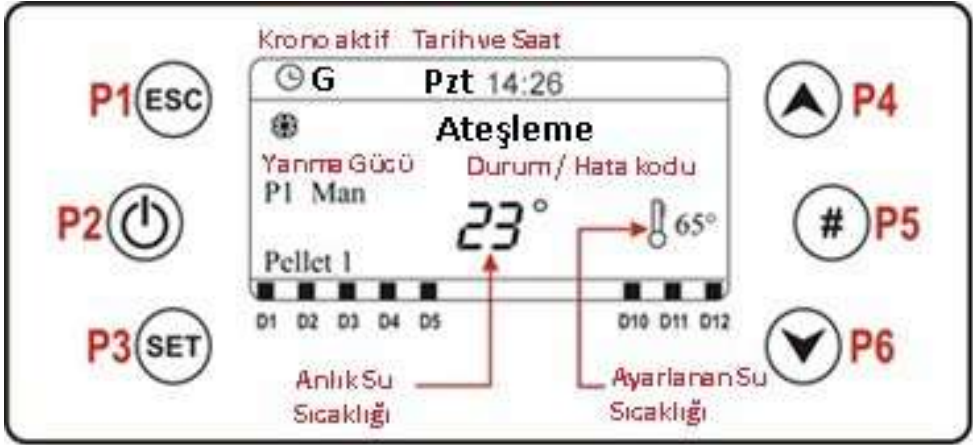 Krono aktif Tarih ve Saat
G Pzt 14:26
P1 ESC
P4
Ateşleme
Yanma Gücü Durum / Hata kodu
P1 Man
P2
23° 65°
# P5
Pellet 1
D1 D2 D3 D4 D5 D10 D11 D12
P3 SET
P6
Anlık Su
Sıcaklığı
Ayarlanan Su
Sıcaklığı